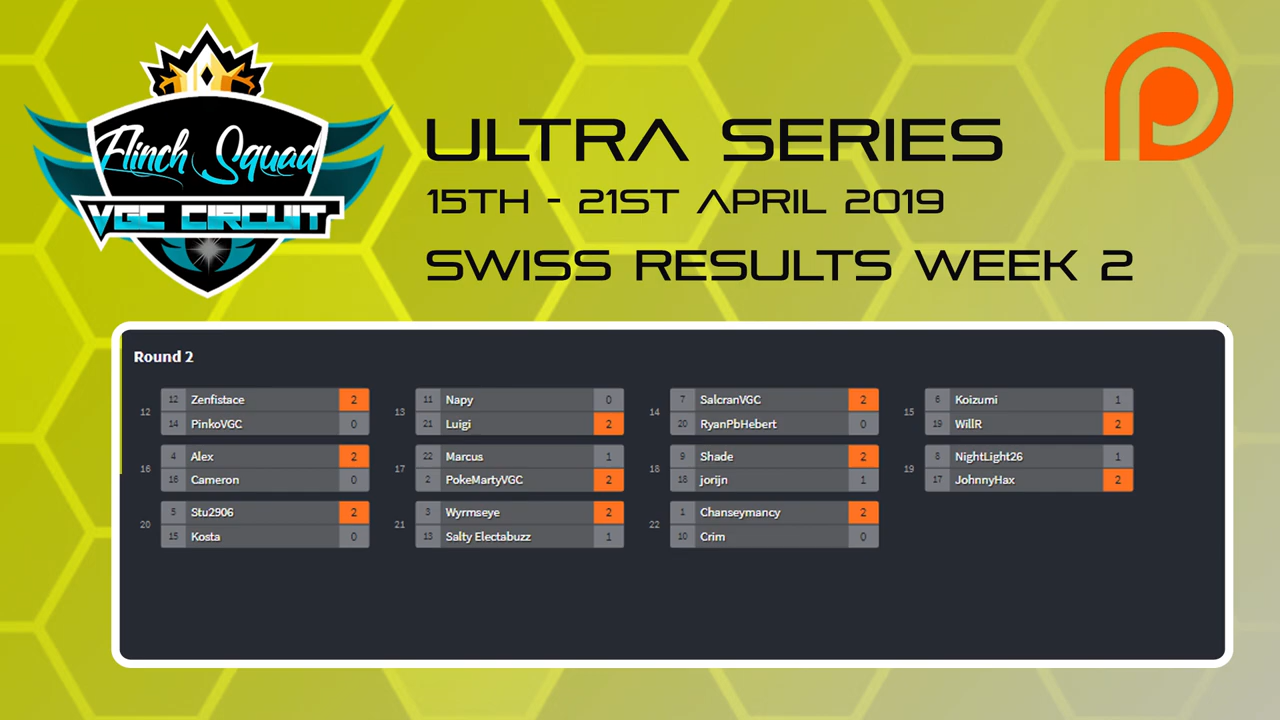 Flinch Squad
VGC CIRCUIT
ULTRA SERIES
15TH - 21ST APRIL 2019
SWISS RESULTS WEEK 2
Round 2
12 12 Zenfistace 2
14 PinkoVGC 0
13 11 Napy 0
21 Luigi 2
14 7 SalcranVGC 2
20 RyanPbHebert 0
15 6 Koizumi 1
19 WillR 2
16 4 Alex 2
16 Cameron 0
17 22 Marcus 1
2 PokeMartyVGC 2
18 9 Shade 2
18 jorijn 1
19 8 NightLight26 1
17 JohnnyHax 2
20 5 Stu2906 2
15 Kosta 0
21 3 Wyrmseye 2
13 Salty Electabuzz 1
22 1 Chanseymancy 2
10 Crim 0